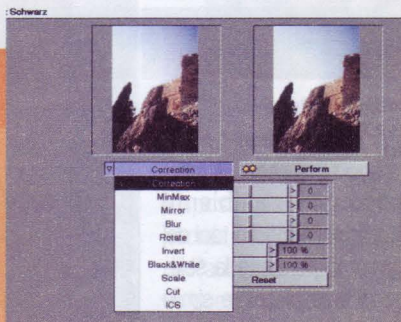 :Schwarz
Correction Perform
Correction
MinMax
Mirror
Blur
Rotate
Invert
Black&White
Scale
Cut
ICS
> 0
> 0
> 0
> 0
> 100 %
> 100 %
Reset